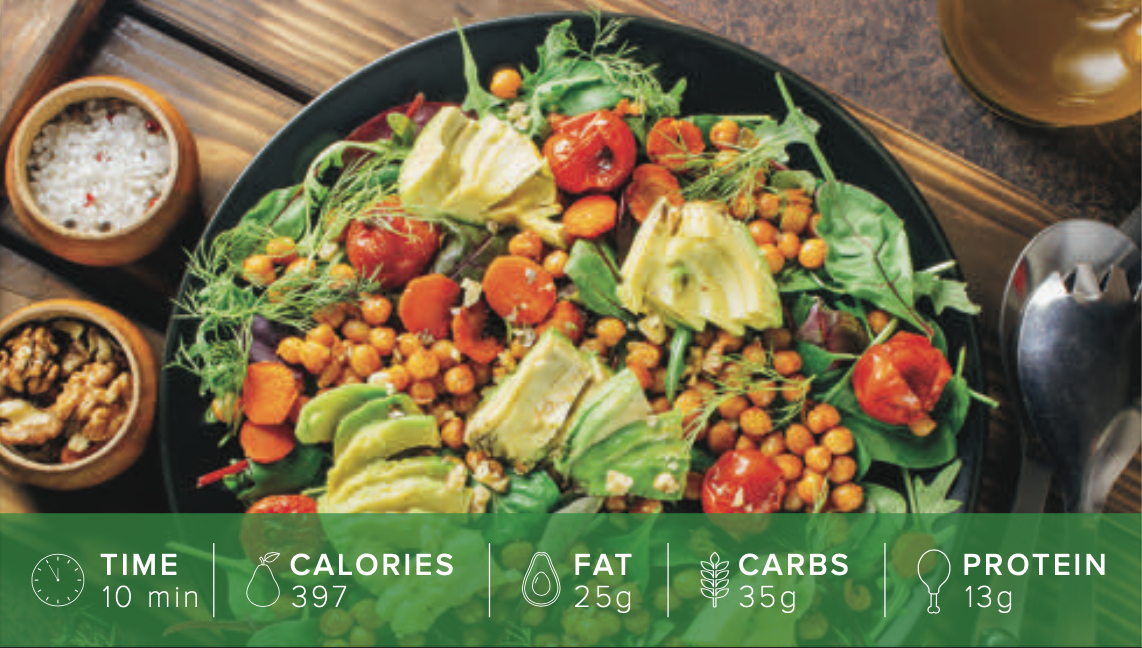 TIME
10 min
CALORIES
397
FAT
25g
CARBS
35g
PROTEIN
13g